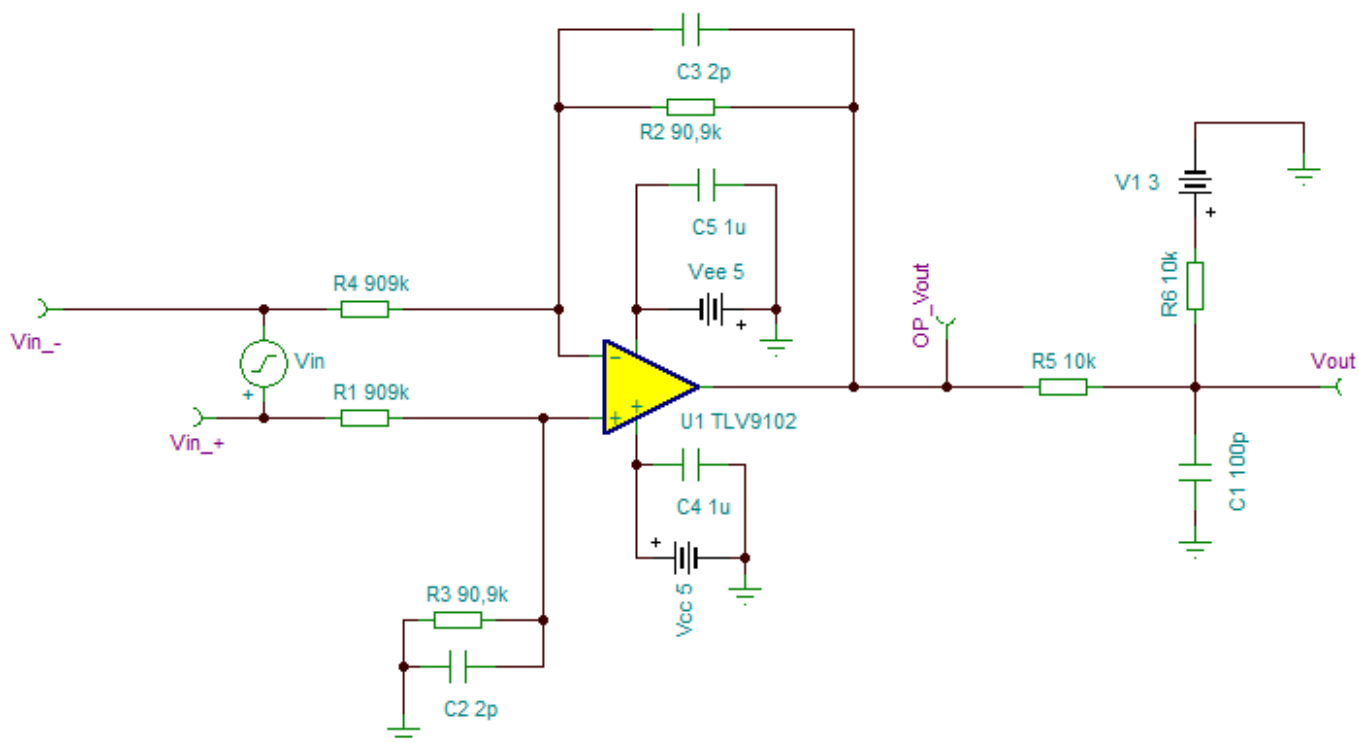 C3 2p
R2 90,9k
V1 3
+
C5 1u
Vee 5
+
R4 909k
Vin_-
Vin
+
R6 10k
OP_Vout
R1 909k
Vin_+
−
+
+
U1 TLV9102
R5 10k
Vout
C4 1u
C1 100p
+
Vcc 5
R3 90,9k
C2 2p